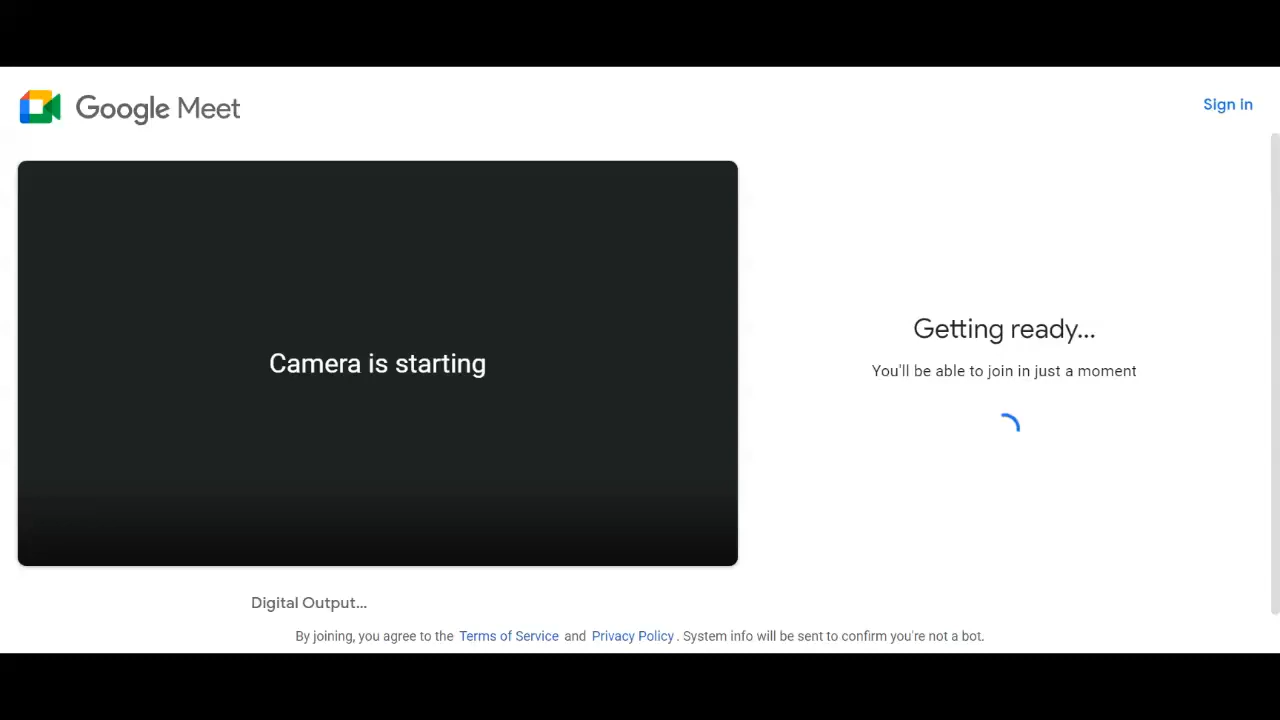 Google Meet
Sign in
Camera is starting
Getting ready...
You'll be able to join in just a moment
Digital Output...
By joining, you agree to the Terms of Service and Privacy Policy. System info will be sent to confirm you're not a bot.